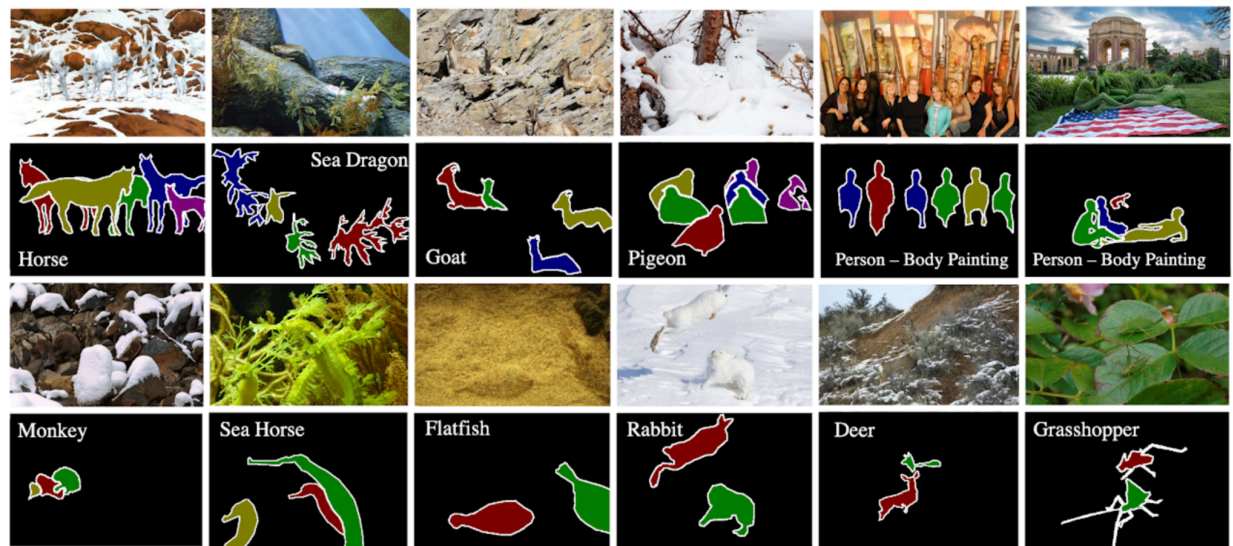 Horse
Sea Dragon
Goat
Pigeon
Person – Body Painting
Person – Body Painting
Monkey
Sea Horse
Flatfish
Rabbit
Deer
Grasshopper